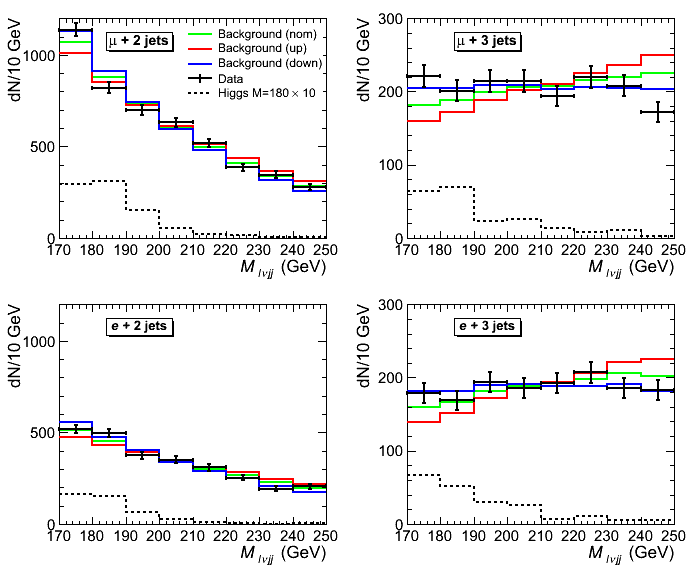 dN/10 GeV
1000
500
0
μ + 2 jets
Background (nom)
Background (up)
Background (down)
Data
Higgs M=180 × 10
170 180 190 200 210 220 230 240 250
M lνjj (GeV)
dN/10 GeV
300
200
100
0
μ + 3 jets
170 180 190 200 210 220 230 240 250
M lνjj (GeV)
dN/10 GeV
1000
500
0
e + 2 jets
170 180 190 200 210 220 230 240 250
M lνjj (GeV)
dN/10 GeV
300
200
100
0
e + 3 jets
170 180 190 200 210 220 230 240 250
M lνjj (GeV)